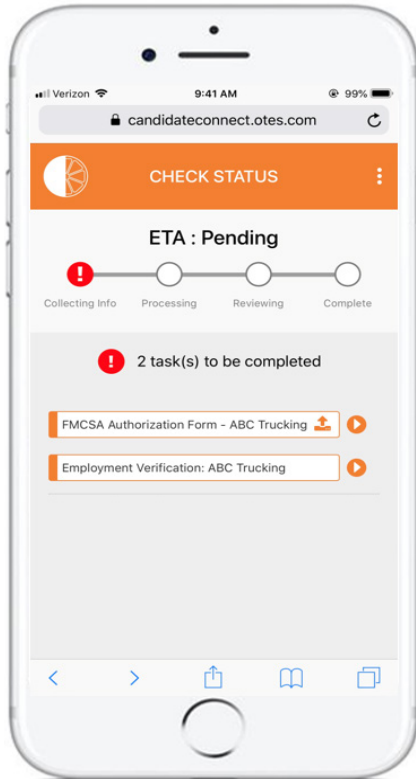 Verizon 9:41 AM 99%
candidateconnect.otes.com
CHECK STATUS
ETA : Pending
!
Collecting Info Processing Reviewing Complete
! 2 task(s) to be completed
FMCSA Authorization Form - ABC Trucking
Employment Verification: ABC Trucking